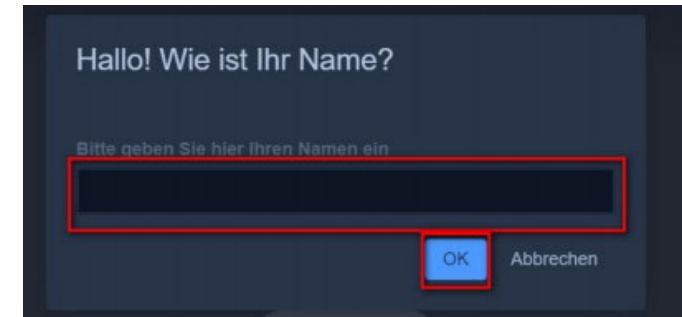 Hallo! Wie ist Ihr Name?
Bitte geben Sie hier Ihren Namen ein
OK Abbrechen